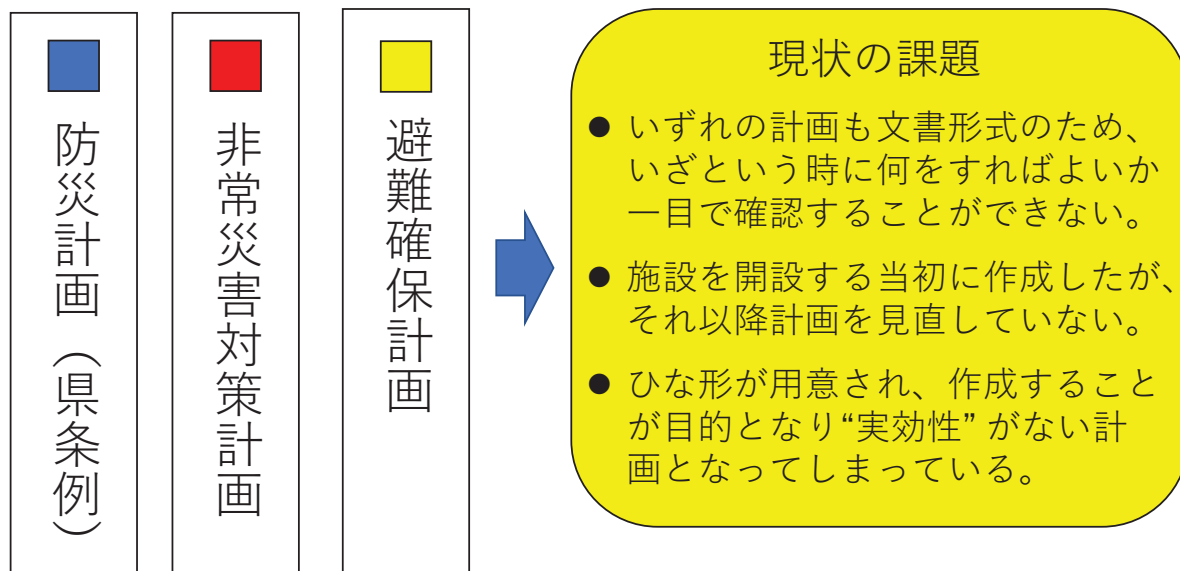 防災計画（県条例）
非常災害対策計画
避難確保計画
現状の課題
● いずれの計画も文書形式のため、
いざという時に何をすればよいか
一目で確認することができない。
● 施設を開設する当初に作成したが、
それ以降計画を見直していない。
● ひな形が用意され、作成すること
が目的となり“実効性” がない計
画となってしまっている。